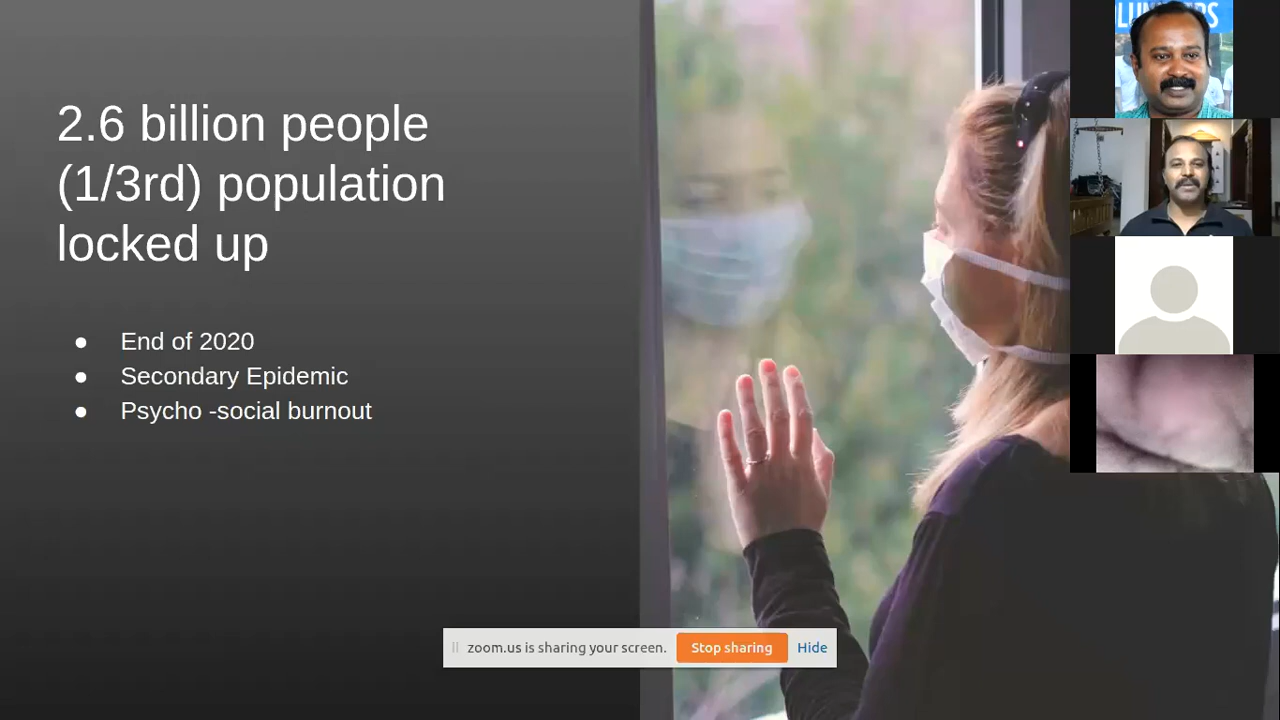 2.6 billion people
(1/3rd) population
locked up
● End of 2020
● Secondary Epidemic
● Psycho -social burnout
zoom.us is sharing your screen. Stop sharing Hide